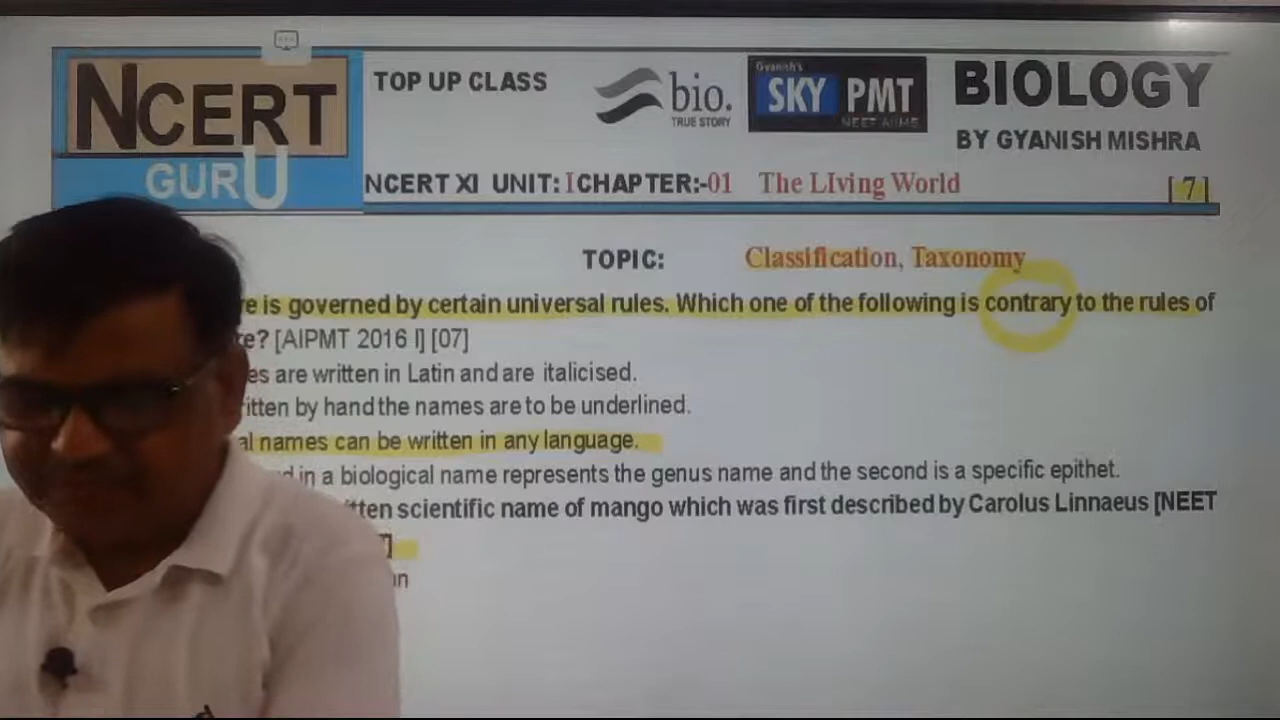 NCERT
GURU
TOP UP CLASS
bio.
TRUE STORY
Gyanish's
SKY PMT
NEET AIIMS
BIOLOGY
BY GYANISH MISHRA
NCERT XI UNIT: I CHAPTER:-01 The LIving World [ 7 ]
TOPIC: Classification, Taxonomy
is governed by certain universal rules. Which one of the following is contrary to the rules of
[AIPMT 2016 I] [07]
are written in Latin and are italicised.
by hand the names are to be underlined.
names can be written in any language.
in a biological name represents the genus name and the second is a specific epithet.
scientific name of mango which was first described by Carolus Linnaeus [NEET